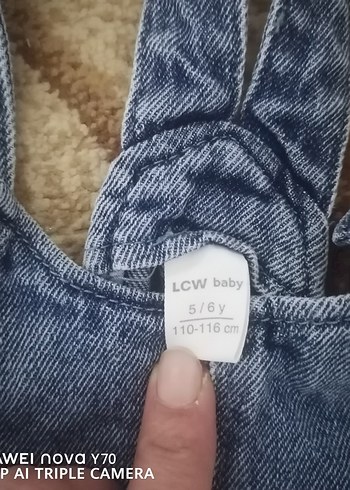 LCW baby
5/6 y
110-116 cm
AWEI nova Y70
P AI TRIPLE CAMERA